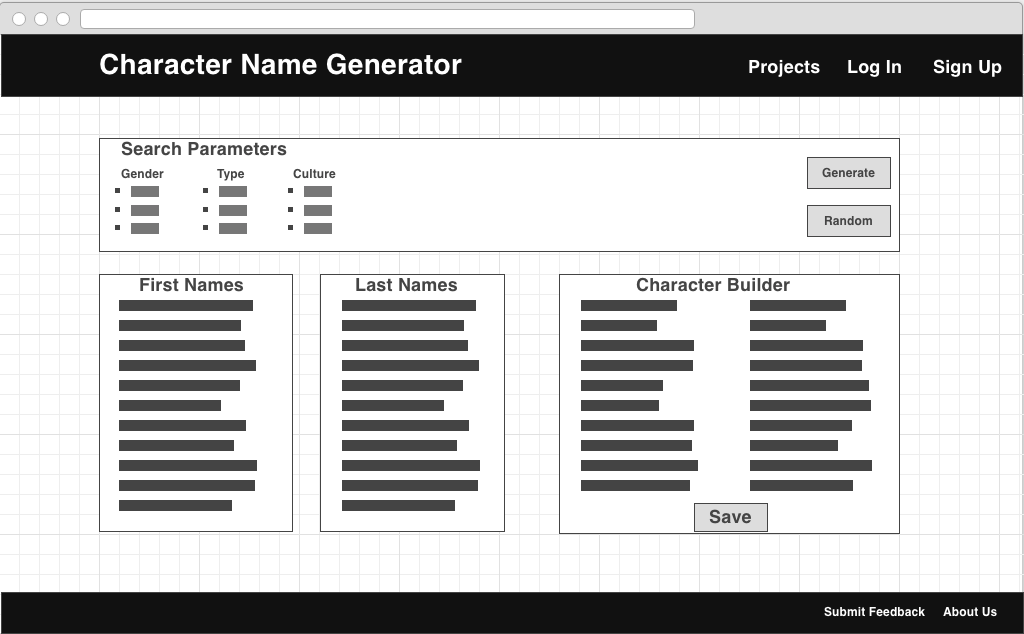 Character Name Generator
Projects Log In Sign Up
Search Parameters
Gender Type Culture
Generate
Random
First Names
Last Names
Character Builder
Save
Submit Feedback About Us